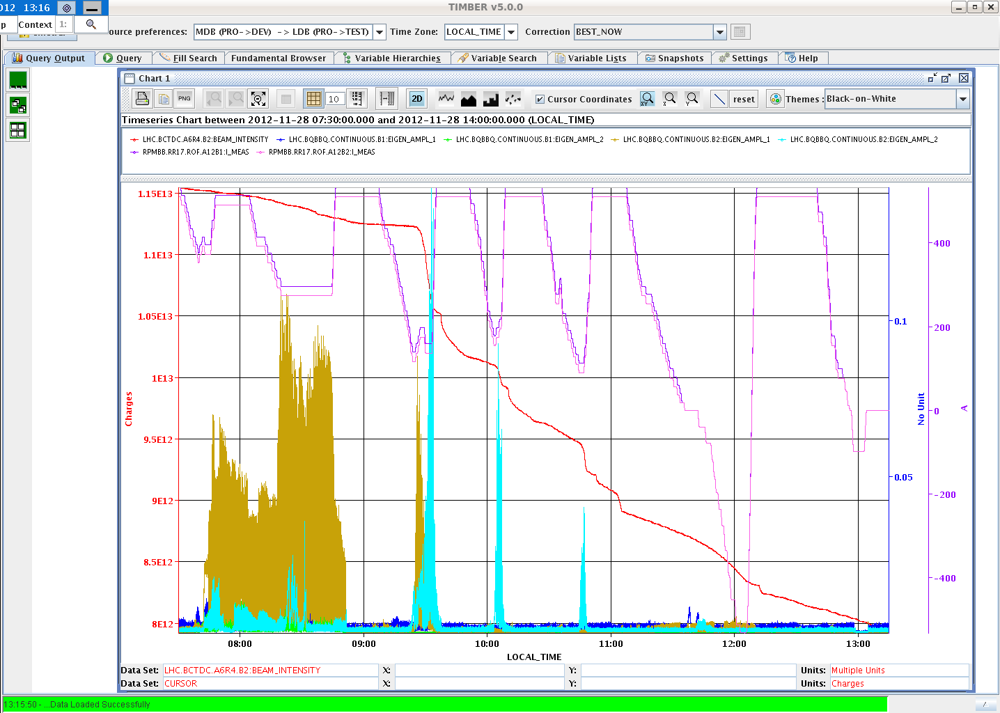 TIMBER v5.0.0
012 13:16
p Context 1:
ource preferences: MDB (PRO->DEV) -> LDB (PRO->TEST) Time Zone: LOCAL_TIME Correction BEST_NOW
Query Output Query Fill Search Fundamental Browser Variable Hierarchies Variable Search Variable Lists Snapshots Settings Help
Chart 1
PNG 10 2D Cursor Coordinates XY X Y reset Themes : Black-on-White
Timeseries Chart between 2012-11-28 07:30:00.000 and 2012-11-28 14:00:00.000 (LOCAL_TIME)
LHC.BCTDC.A6R4.B2:BEAM_INTENSITY LHC.BQBBQ.CONTINUOUS.B1:EIGEN_AMPL_1 LHC.BQBBQ.CONTINUOUS.B1:EIGEN_AMPL_2 LHC.BQBBQ.CONTINUOUS.B2:EIGEN_AMPL_1 LHC.BQBBQ.CONTINUOUS.B2:EIGEN_AMPL_2
RPMBB.RR17.ROF.A12B1:I_MEAS RPMBB.RR17.ROF.A12B2:I_MEAS
1.15E13
1.1E13
1.05E13
1E13
9.5E12
9E12
8.5E12
8E12
Charges
0.1
0.05
No Unit
400
200
0
-200
-400
A
08:00 09:00 10:00 11:00 12:00 13:00
LOCAL_TIME
Data Set: LHC.BCTDC.A6R4.B2:BEAM_INTENSITY X: Y: Units: Multiple Units
Data Set: CURSOR X: Y: Units: Charges
13:15:50 - ...Data Loaded Successfully